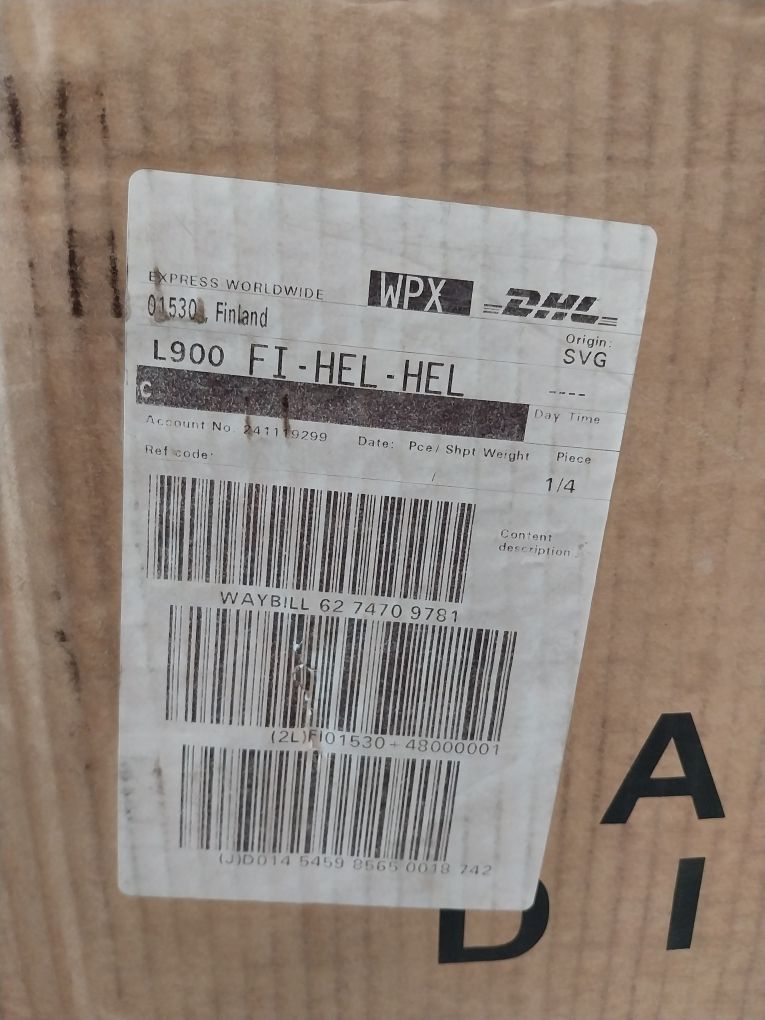 EXPRESS WORLDWIDE
WPX
DHL
01530 , Finland
Origin:
SVG
L900 FI-HEL-HEL
----
C
Day Time
Account No. 241119299
Date: Pce/ Shpt Weight Piece
Ref code:
/
1/4
Content
description :
WAYBILL 62 7470 9781
(2L)FI01530+48000001
(J)D014 5459 8565 0018 742
A
D I